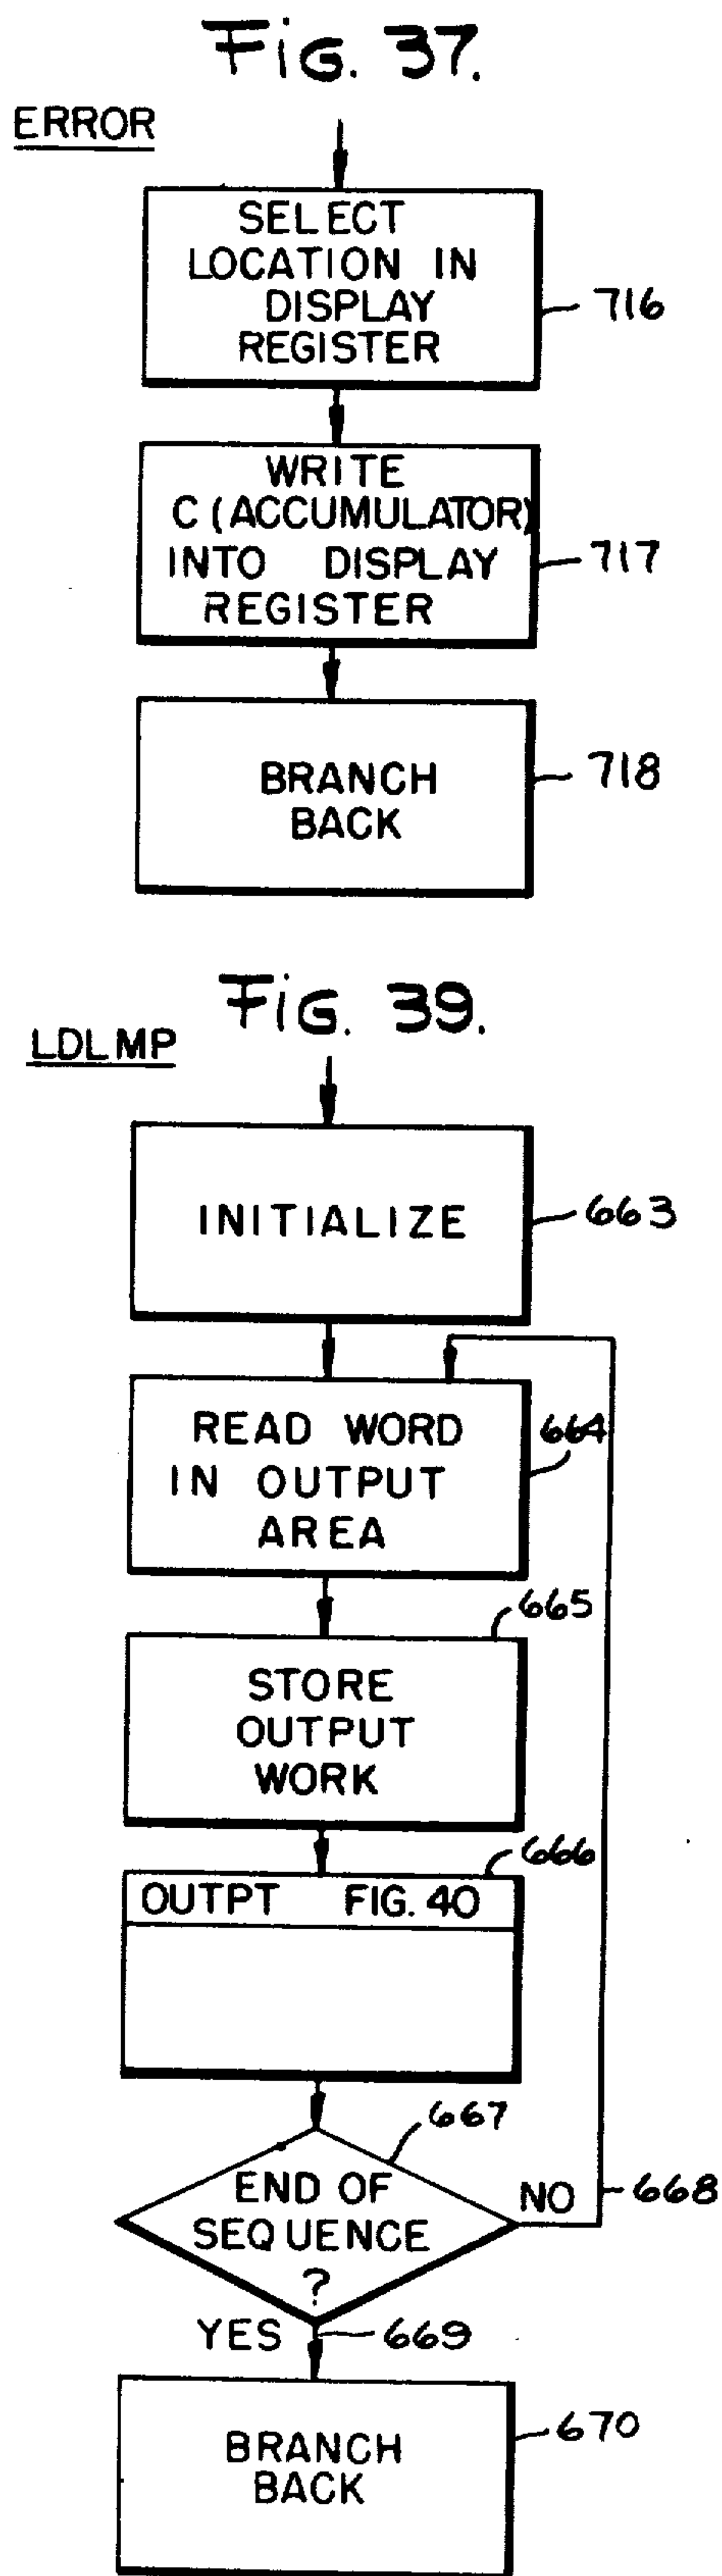 Fig. 37.
ERROR
SELECT
LOCATION IN
DISPLAY
REGISTER
716
WRITE
C (ACCUMULATOR)
INTO DISPLAY
REGISTER
717
BRANCH
BACK
718
Fig. 39.
LDLMP
INITIALIZE
663
READ WORD
IN OUTPUT
AREA
664
665
STORE
OUTPUT
WORK
666
OUTPT FIG. 40
667
END OF
SEQUENCE
?
NO
668
YES
669
BRANCH
BACK
670